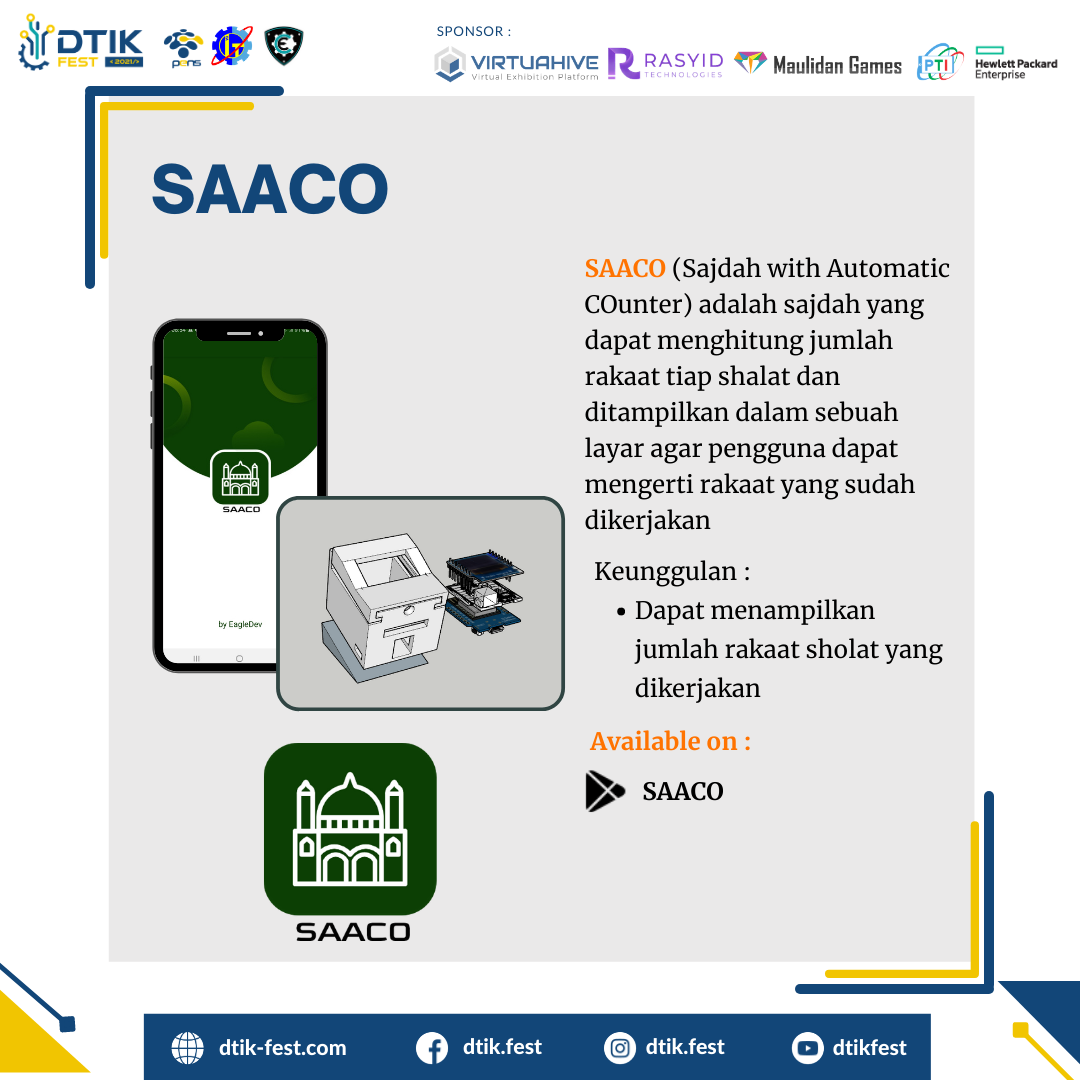 DTIK
FEST <2021/>
pens
SPONSOR :
VIRTUAHIVE
Virtual Exhibition Platform
RASYID
TECHNOLOGIES
Maulidan Games
PTI
Hewlett Packard
Enterprise
SAACO
SAACO (Sajdah with Automatic
COunter) adalah sajdah yang
dapat menghitung jumlah
rakaat tiap shalat dan
ditampilkan dalam sebuah
layar agar pengguna dapat
mengerti rakaat yang sudah
dikerjakan
Keunggulan :
• Dapat menampilkan
jumlah rakaat sholat yang
dikerjakan
Available on :
SAACO
SAACO
by EagleDev
SAACO
dtik-fest.com
dtik.fest
dtik.fest
dtikfest